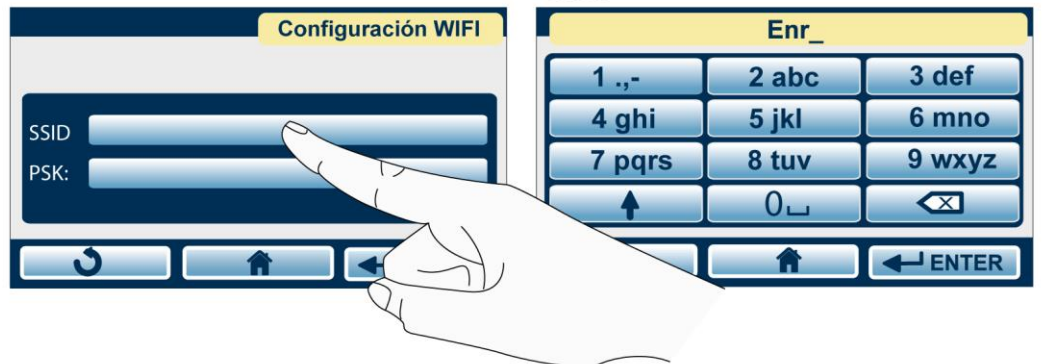 Configuración WIFI
SSID
PSK:
Enr_
1 .,-
2 abc
3 def
4 ghi
5 jkl
6 mno
7 pqrs
8 tuv
9 wxyz
0⎵
ENTER